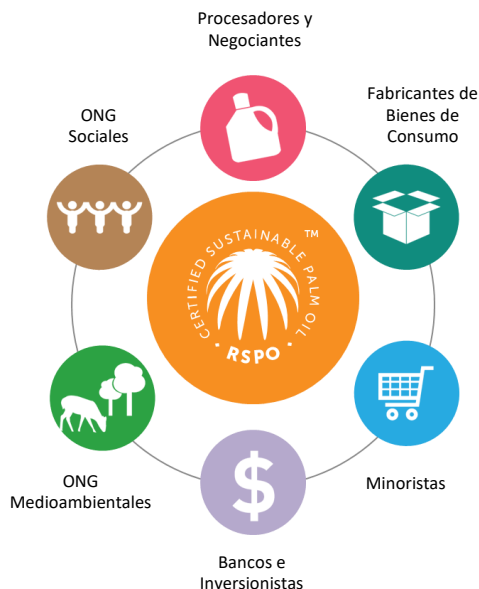 Procesadores y
Negociantes
ONG
Sociales
Fabricantes de
Bienes de
Consumo
CERTIFIED SUSTAINABLE PALM OIL
™
• RSPO •
$
ONG
Medioambientales
Minoristas
Bancos e
Inversionistas